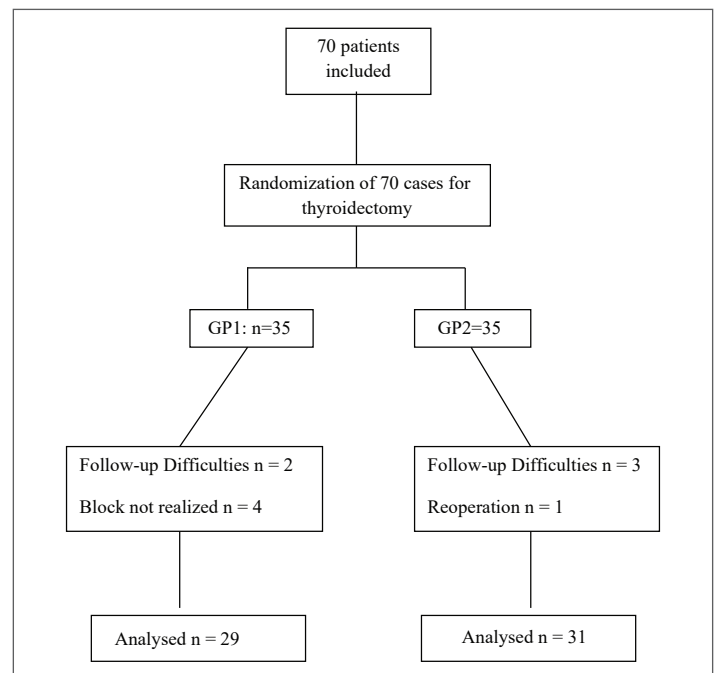 70 patients
included
Randomization of 70 cases for
thyroidectomy
GP1: n=35
GP2=35
Follow-up Difficulties n = 2
Block not realized n = 4
Follow-up Difficulties n = 3
Reoperation n = 1
Analysed n = 29
Analysed n = 31